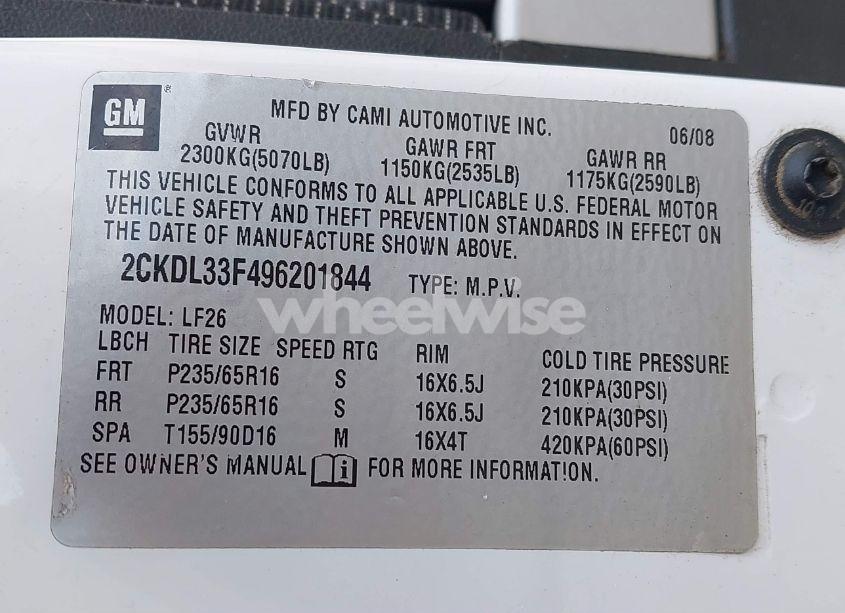 GM ®
MFD BY CAMI AUTOMOTIVE INC. 06/08
GVWR GAWR FRT GAWR RR
2300KG(5070LB) 1150KG(2535LB) 1175KG(2590LB)
THIS VEHICLE CONFORMS TO ALL APPLICABLE U.S. FEDERAL MOTOR
VEHICLE SAFETY AND THEFT PREVENTION STANDARDS IN EFFECT ON
THE DATE OF MANUFACTURE SHOWN ABOVE.
2CKDL33F496201844 TYPE: M.P.V.
wheelwise
MODEL: LF26
LBCH TIRE SIZE SPEED RTG RIM COLD TIRE PRESSURE
FRT P235/65R16 S 16X6.5J 210KPA(30PSI)
RR P235/65R16 S 16X6.5J 210KPA(30PSI)
SPA T155/90D16 M 16X4T 420KPA(60PSI)
SEE OWNER'S MANUAL i FOR MORE INFORMATION.